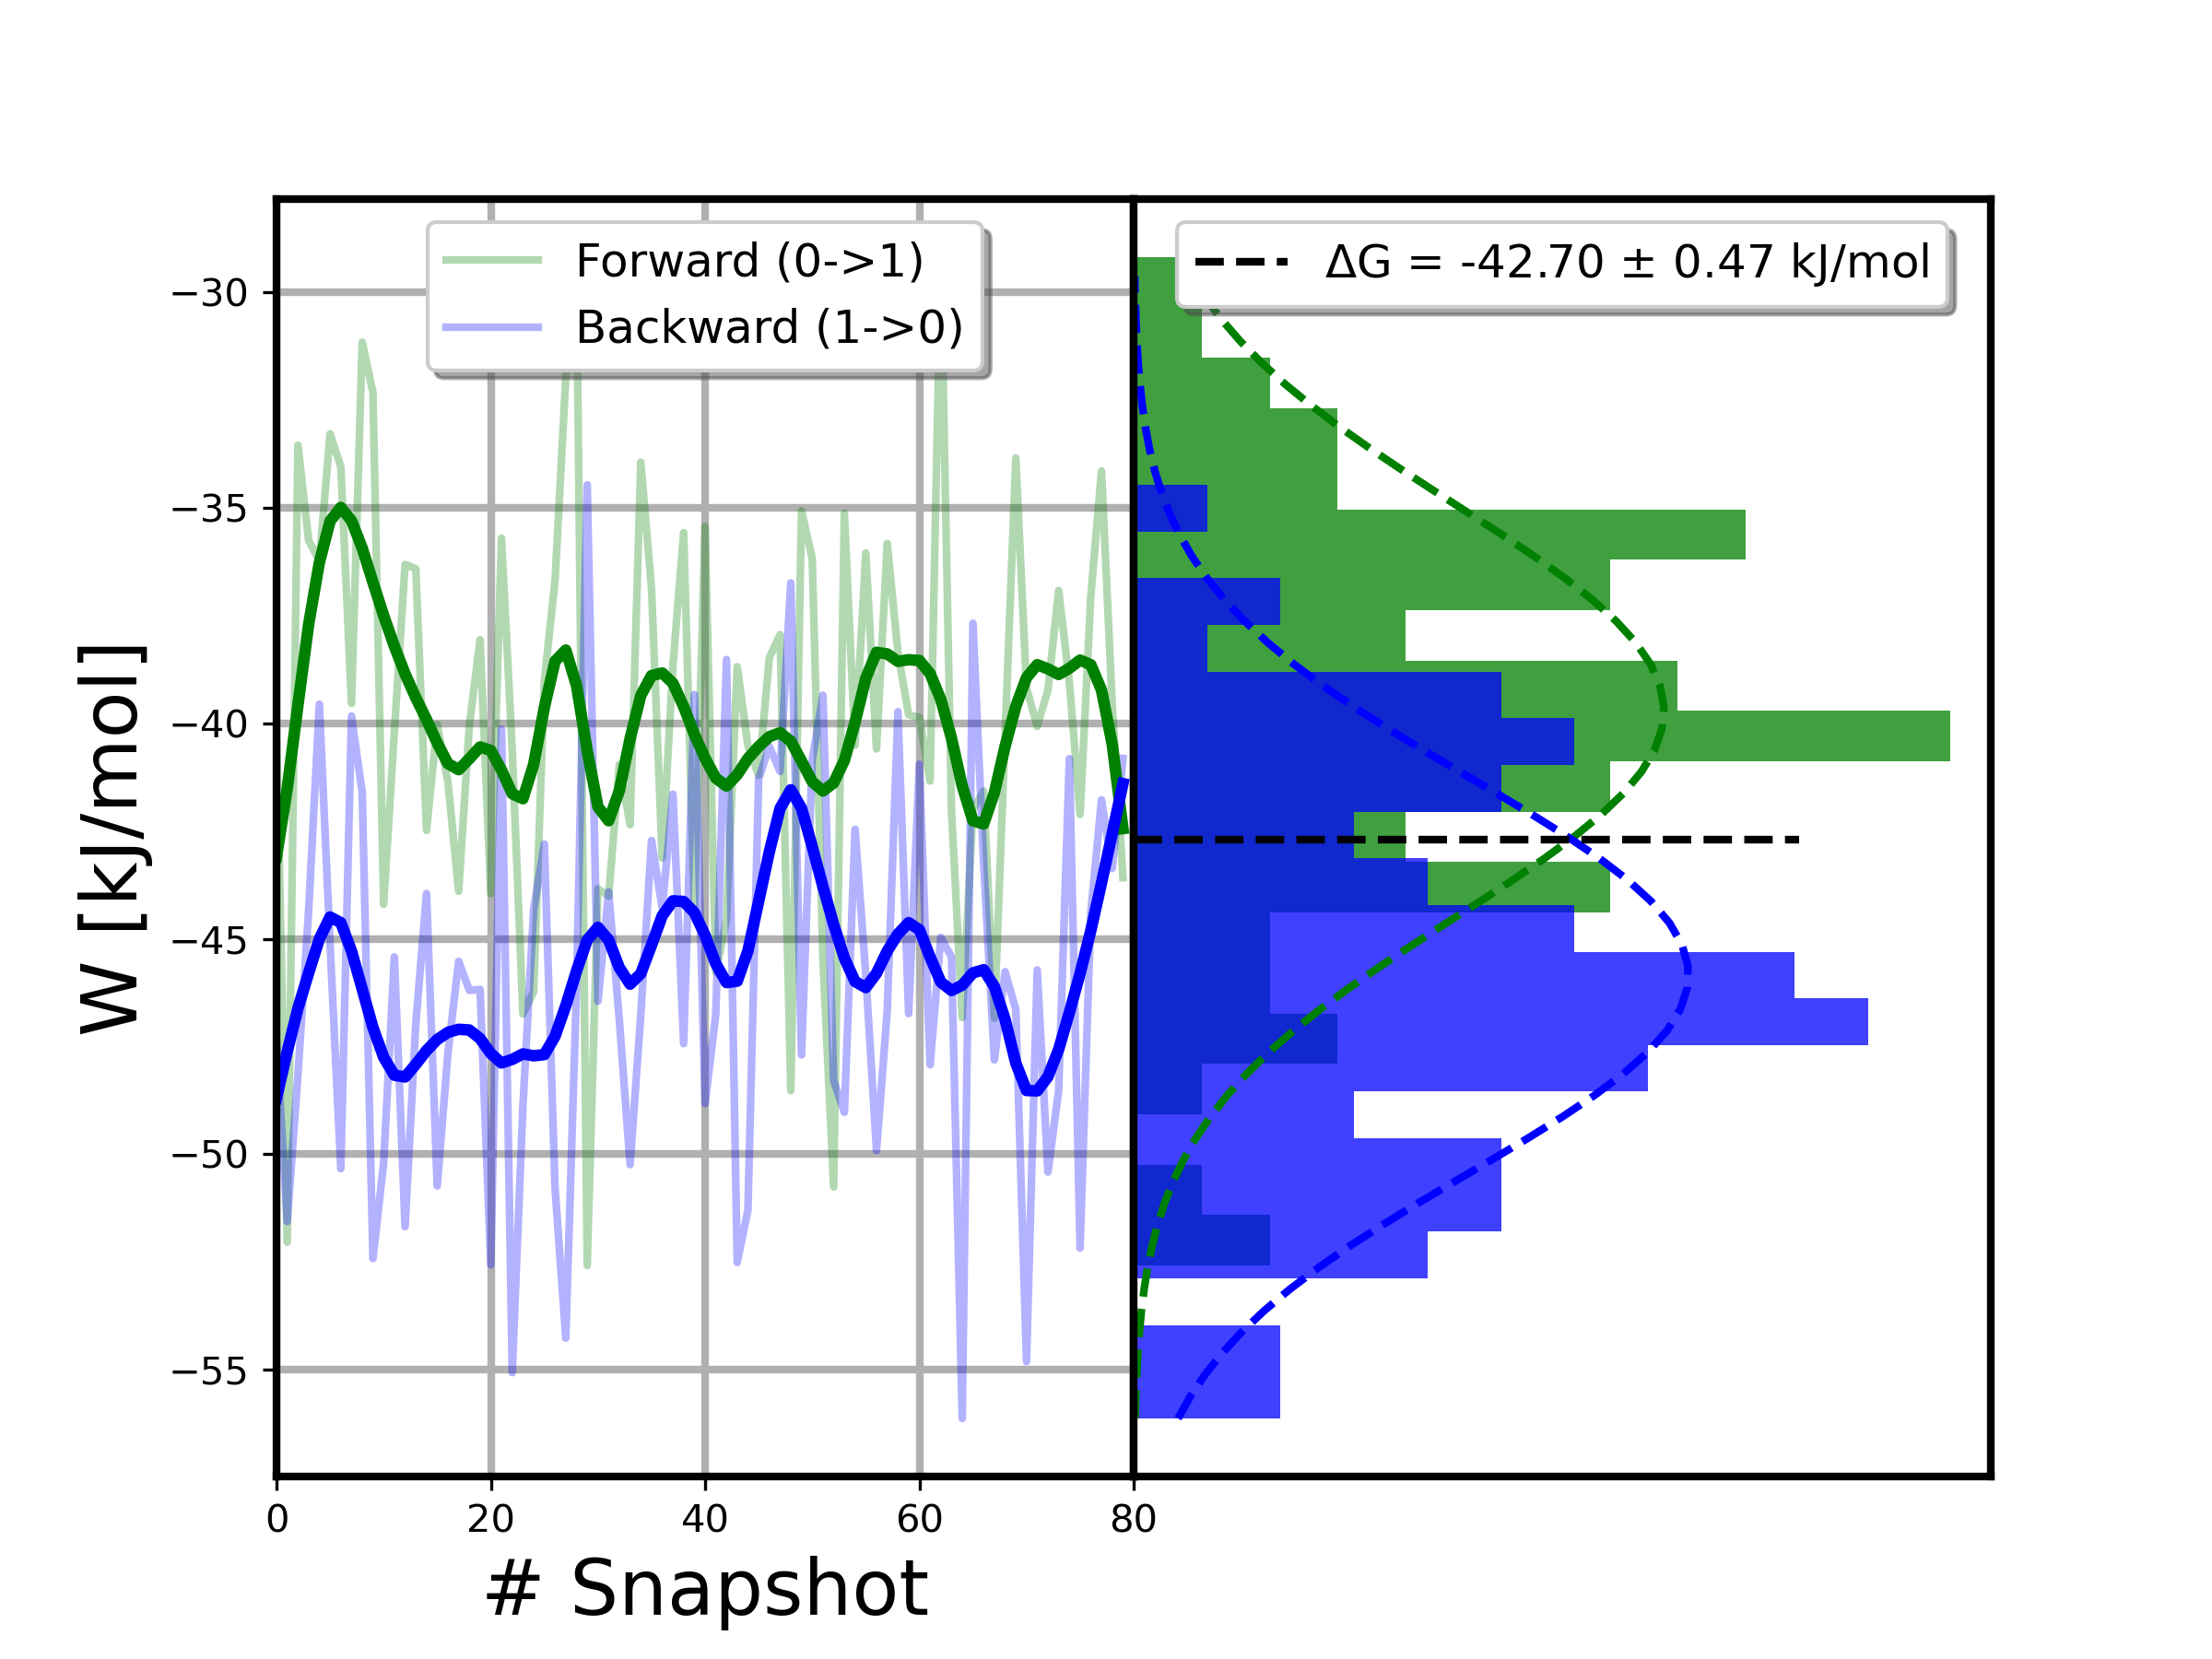 Forward (0->1)
Backward (1->0)
ΔG = -42.70 ± 0.47 kJ/mol
−30
−35
−40
−45
−50
−55
W [kJ/mol]
0 20 40 60 80
# Snapshot